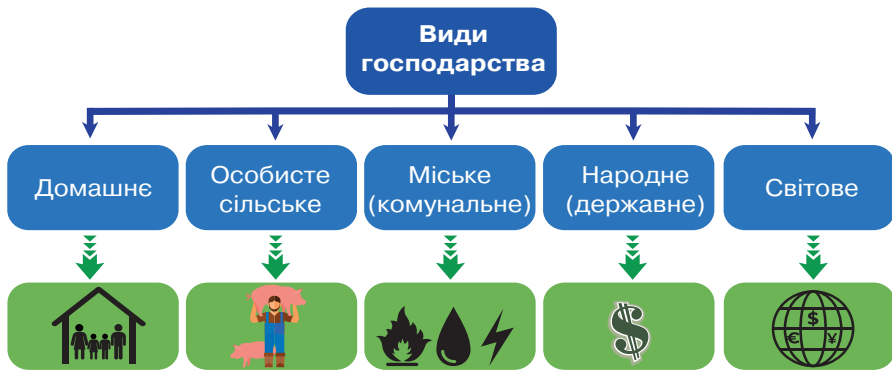 Види
господарства
Домашнє
Особисте
сільське
Міське
(комунальне)
Народне
(державне)
Світове
$
$
€
¥